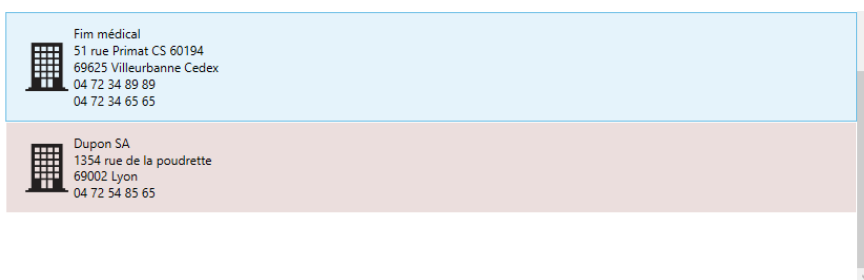 Fim médical
51 rue Primat CS 60194
69625 Villeurbanne Cedex
04 72 34 89 89
04 72 34 65 65
Dupon SA
1354 rue de la poudrette
69002 Lyon
04 72 54 85 65